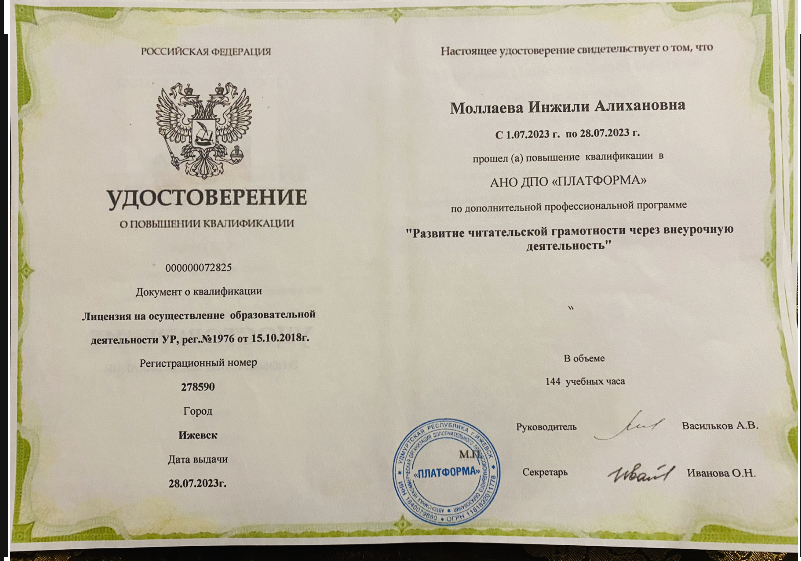 РОССИЙСКАЯ ФЕДЕРАЦИЯ
УДОСТОВЕРЕНИЕ
О ПОВЫШЕНИИ КВАЛИФИКАЦИИ
000000072825
Документ о квалификации
Лицензия на осуществление образовательной
деятельности УР, рег.№1976 от 15.10.2018г.
Регистрационный номер
278590
Город
Ижевск
Дата выдачи
28.07.2023г.
Настоящее удостоверение свидетельствует о том, что
Моллаева Инжили Алихановна
С 1.07.2023 г. по 28.07.2023 г.
прошел (а) повышение квалификации в
АНО ДПО «ПЛАТФОРМА»
по дополнительной профессиональной программе
"Развитие читательской грамотности через внеурочную
деятельность"
В объеме
144 учебных часа
Руководитель Васильков А.В.
М.П.
Секретарь Иванова О.Н.
УДМУРТСКАЯ РЕСПУБЛИКА г. ИЖЕВСК
«ПЛАТФОРМА»